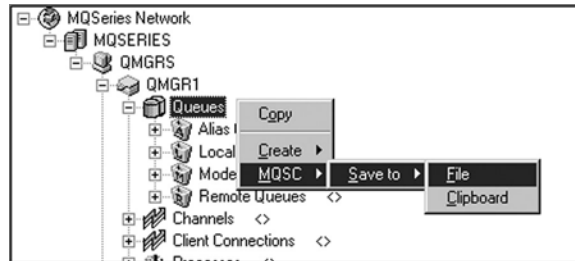 MQSeries Network
MQSERIES
QMGRS
QMGR1
Queues
Copy
Alias
Local
Create
Mode
MQSC
Save to
File
Remote Queues <>
Clipboard
Channels <>
Client Connections <>